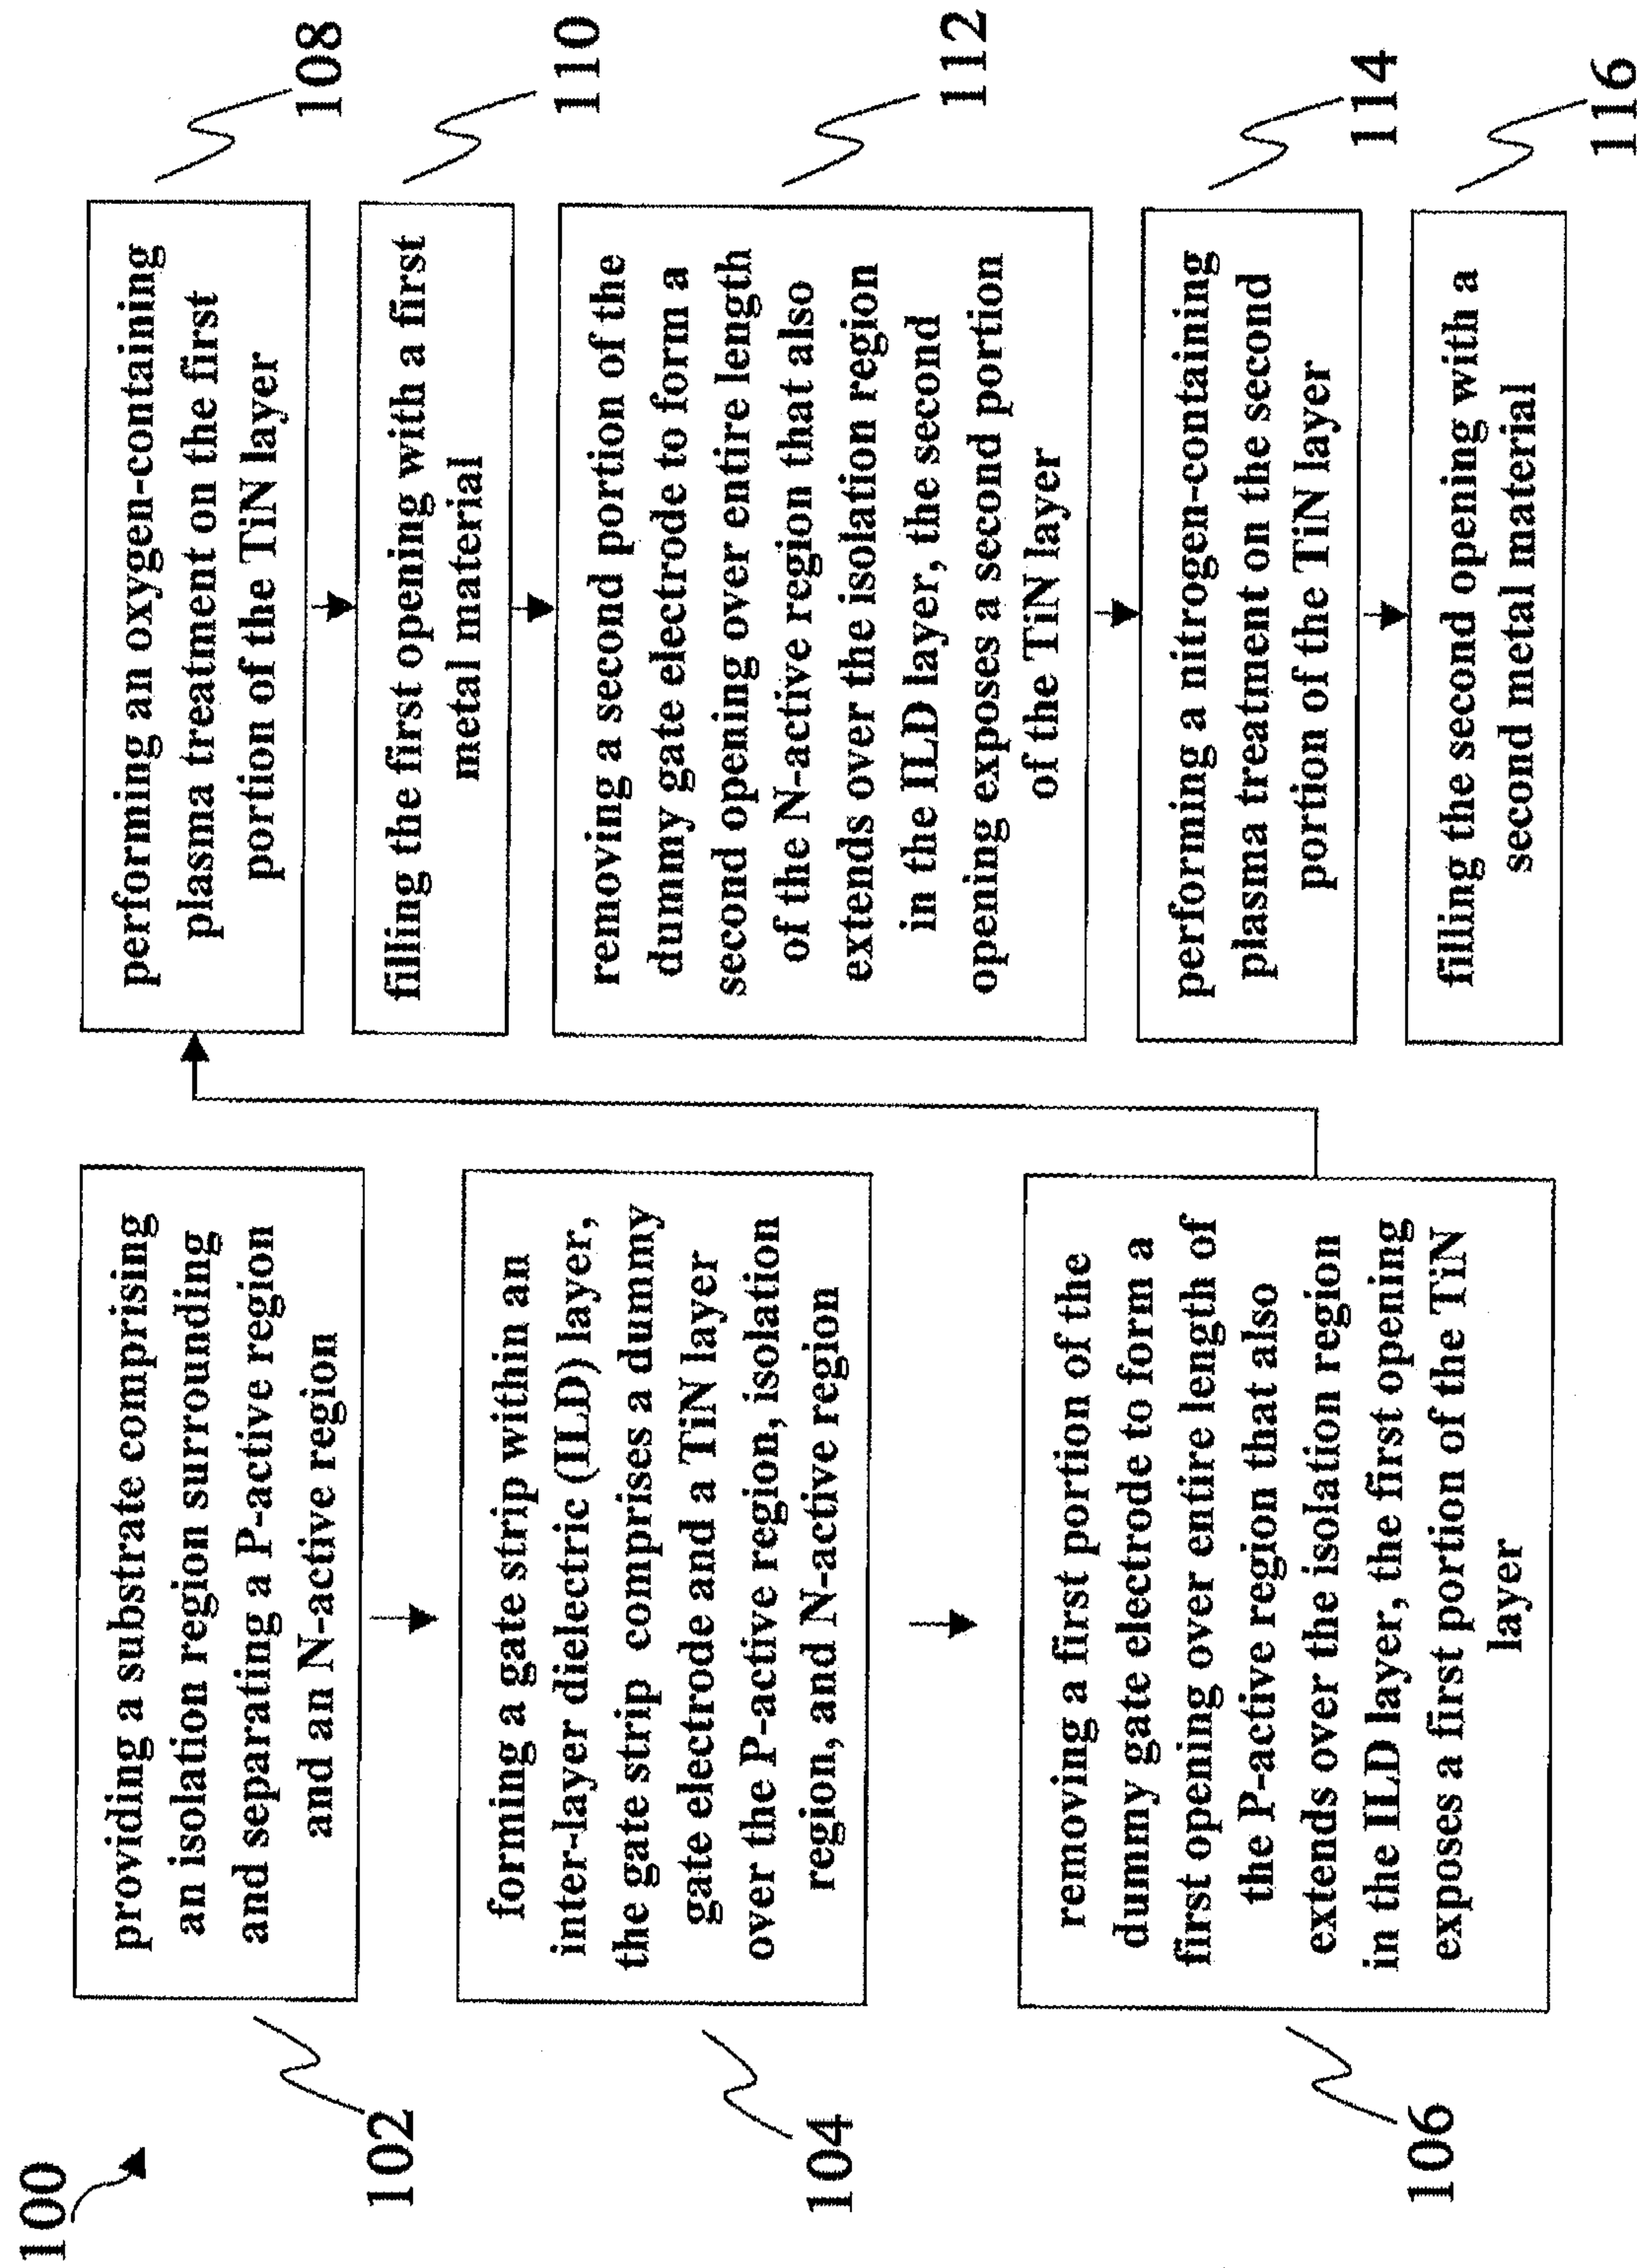 100
102
providing a substrate comprising
an isolation region surrounding
and separating a P-active region
and an N-active region
104
forming a gate strip within an
inter-layer dielectric (ILD) layer,
the gate strip comprises a dummy
gate electrode and a TiN layer
over the P-active region, isolation
region, and N-active region
106
removing a first portion of the
dummy gate electrode to form a
first opening over entire length of
the P-active region that also
extends over the isolation region
in the ILD layer, the first opening
exposes a first portion of the TiN
layer
performing an oxygen-containing
plasma treatment on the first
portion of the TiN layer
108
filling the first opening with a first
metal material
110
removing a second portion of the
dummy gate electrode to form a
second opening over entire length
of the N-active region that also
extends over the isolation region
in the ILD layer, the second
opening exposes a second portion
of the TiN layer
112
performing a nitrogen-containing
plasma treatment on the second
portion of the TiN layer
114
filling the second opening with a
second metal material
116